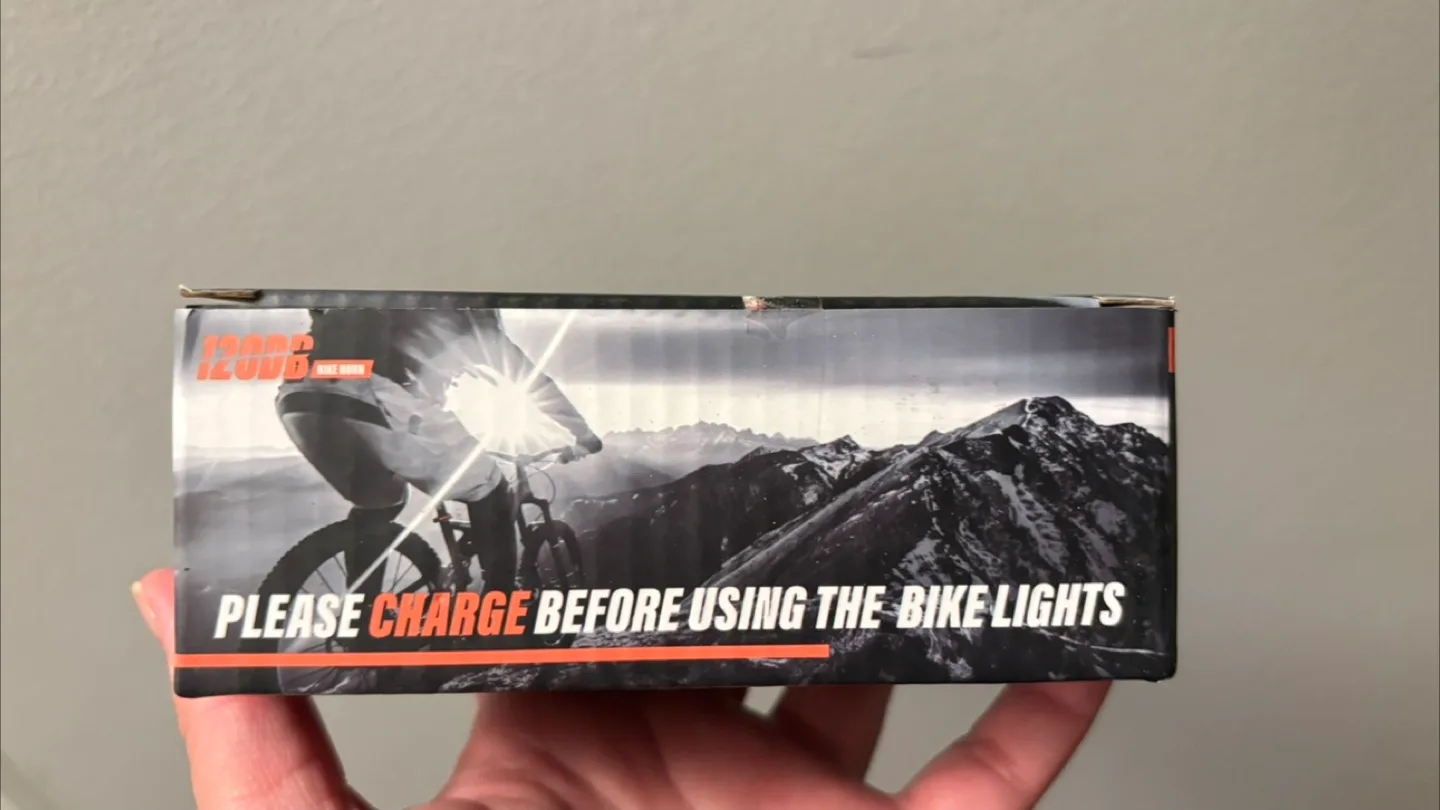 120DB
BIKE HORN
PLEASE CHARGE BEFORE USING THE BIKE LIGHTS